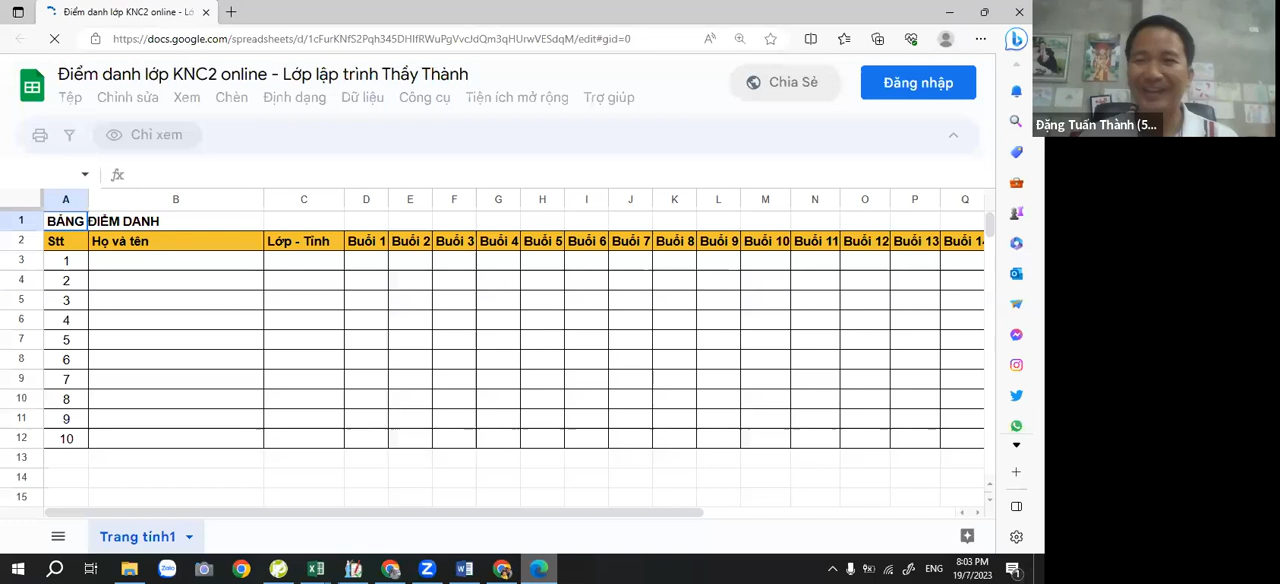 Điểm danh lớp KNC2 online - Lớ
https://docs.google.com/spreadsheets/d/1cFurKNfS2Pqh345DHIfRWuPgVvcJdQm3qHUrwVESdqM/edit#gid=0
Điểm danh lớp KNC2 online - Lớp lập trình Thầy Thành
Tệp Chỉnh sửa Xem Chèn Định dạng Dữ liệu Công cụ Tiện ích mở rộng Trợ giúp
Chia Sẻ
Đăng nhập
Chỉ xem
fx
A B C D E F G H I J K L M N O P Q
1 BẢNG ĐIỂM DANH
2 Stt Họ và tên Lớp - Tỉnh Buổi 1 Buổi 2 Buổi 3 Buổi 4 Buổi 5 Buổi 6 Buổi 7 Buổi 8 Buổi 9 Buổi 10 Buổi 11 Buổi 12 Buổi 13 Buổi 14
3 1
4 2
5 3
6 4
7 5
8 6
9 7
10 8
11 9
12 10
13
14
15
Trang tính1
Đặng Tuấn Thành (5...
Zalo
ENG
8:03 PM
19/7/2023
1